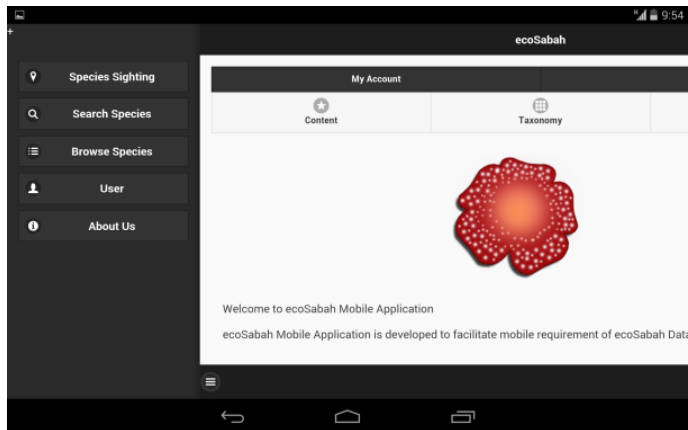 H 9:54
+
ecoSabah
Species Sighting
Search Species
Browse Species
User
About Us
My Account
Content
Taxonomy
Welcome to ecoSabah Mobile Application
ecoSabah Mobile Application is developed to facilitate mobile requirement of ecoSabah Data